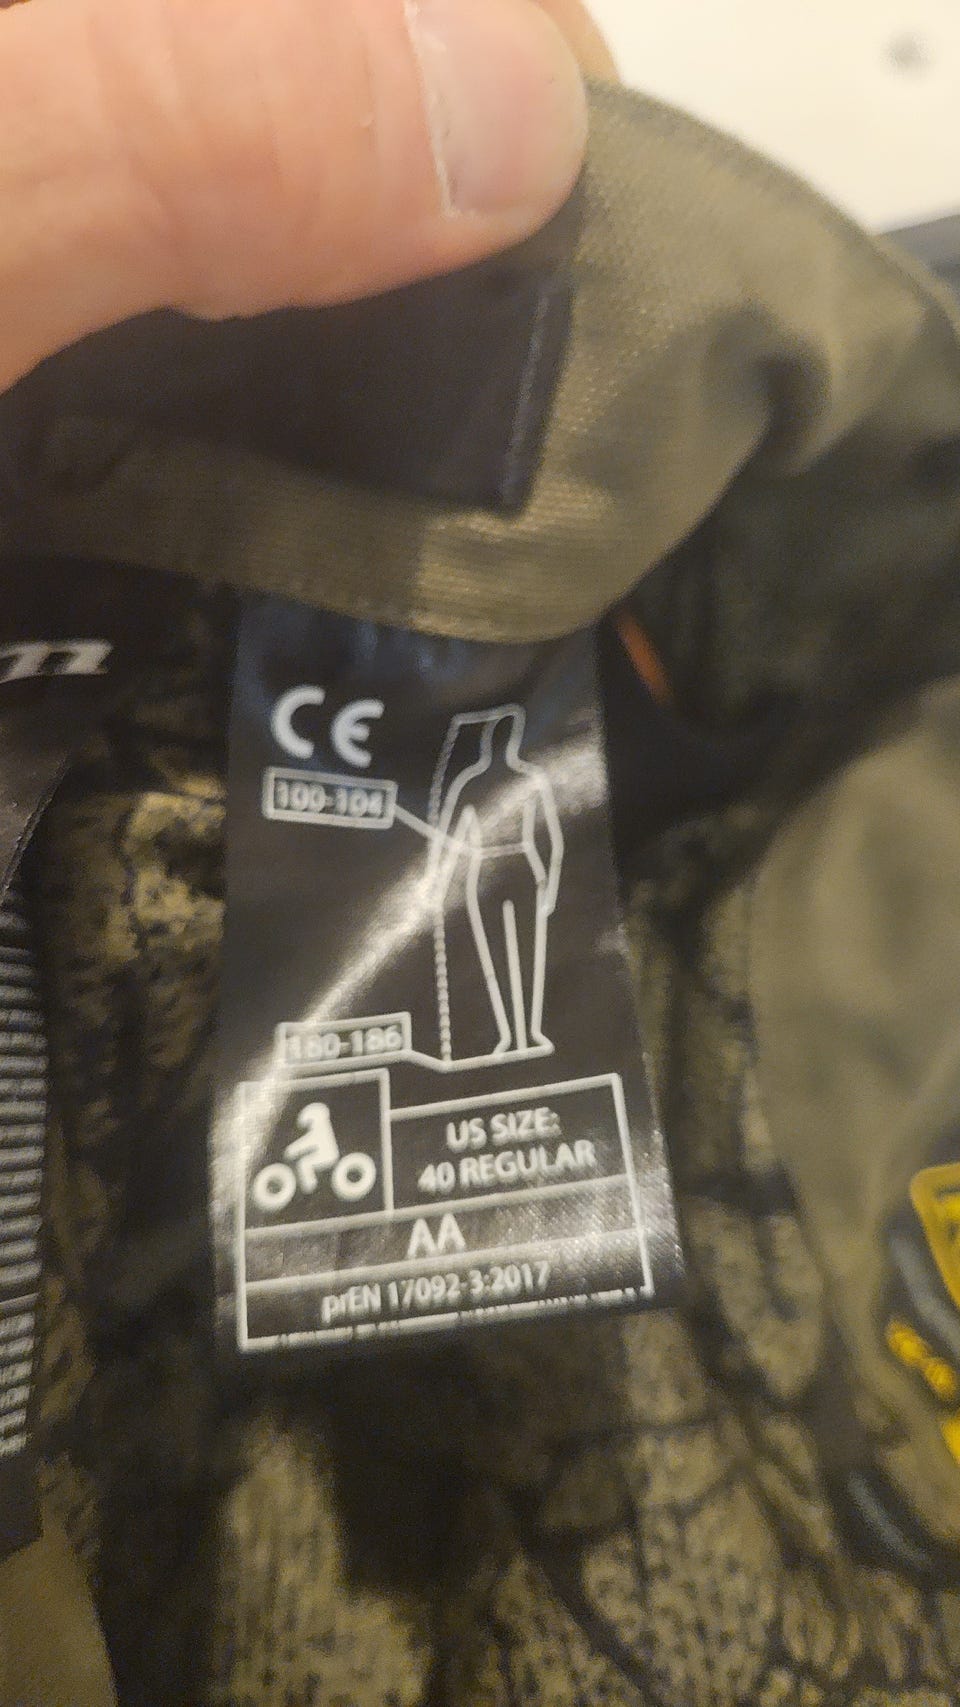 CE
100-104
180-186
US SIZE:
40 REGULAR
AA
prEN 17092-3:2017